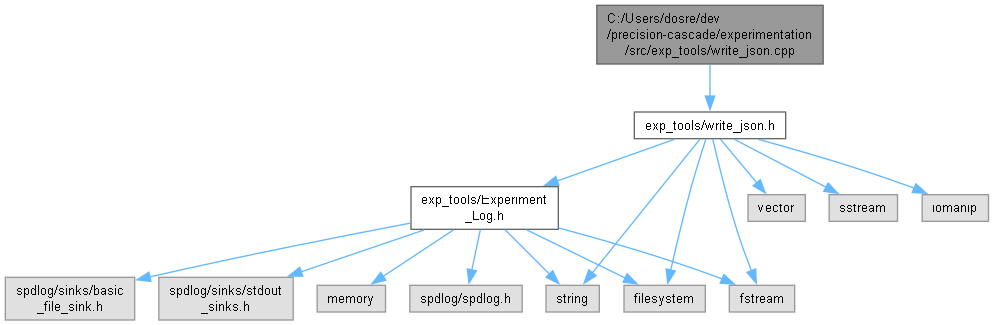 C:/Users/dosre/dev
/precision-cascade/experimentation
/src/exp_tools/write_json.cpp
exp_tools/write_json.h
exp_tools/Experiment
_Log.h
vector
sstream
iomanip
spdlog/sinks/basic
_file_sink.h
spdlog/sinks/stdout
_sinks.h
memory
spdlog/spdlog.h
string
filesystem
fstream